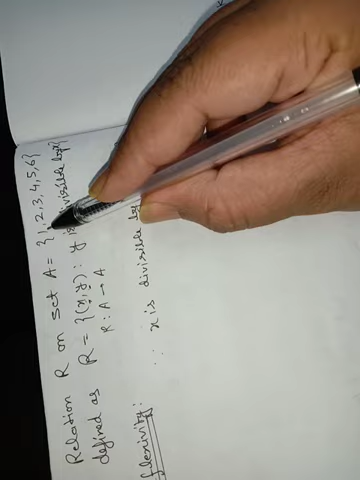 Relation R on set A = {1,2,3,4,5,6}
defined as R = {(x,y): y is divisible by x}
R: A → A
flexivity:
∴ x is divisible by